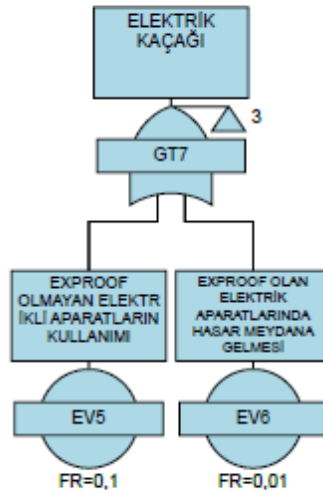 ELEKTRİK
KAÇAĞI
3
GT7
EXPROOF
OLMAYAN ELEKTR
İKLİ APARATLARIN
KULLANIMI
EXPROOF OLAN
ELEKTRİK
APARATLARINDA
HASAR MEYDANA
GELMESİ
EV5
EV6
FR=0,1
FR=0,01